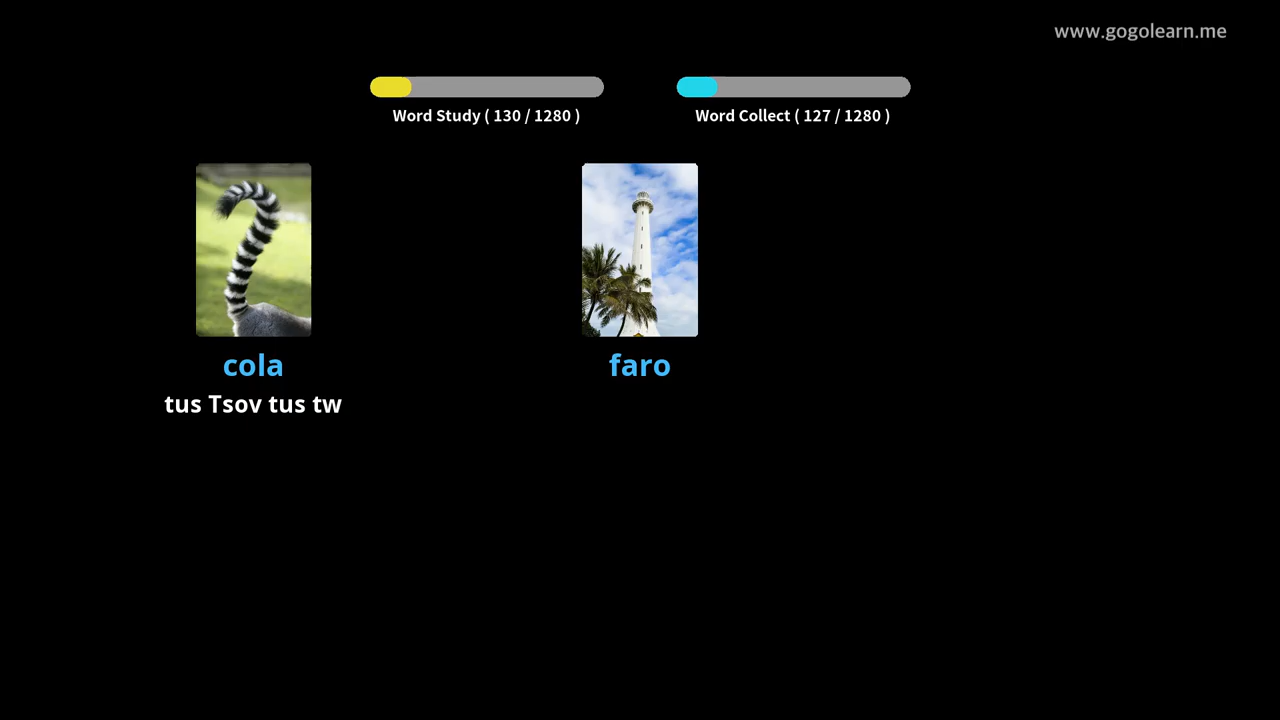 www.gogolearn.me
Word Study ( 130 / 1280 )
Word Collect ( 127 / 1280 )
cola
faro
tus Tsov tus tw